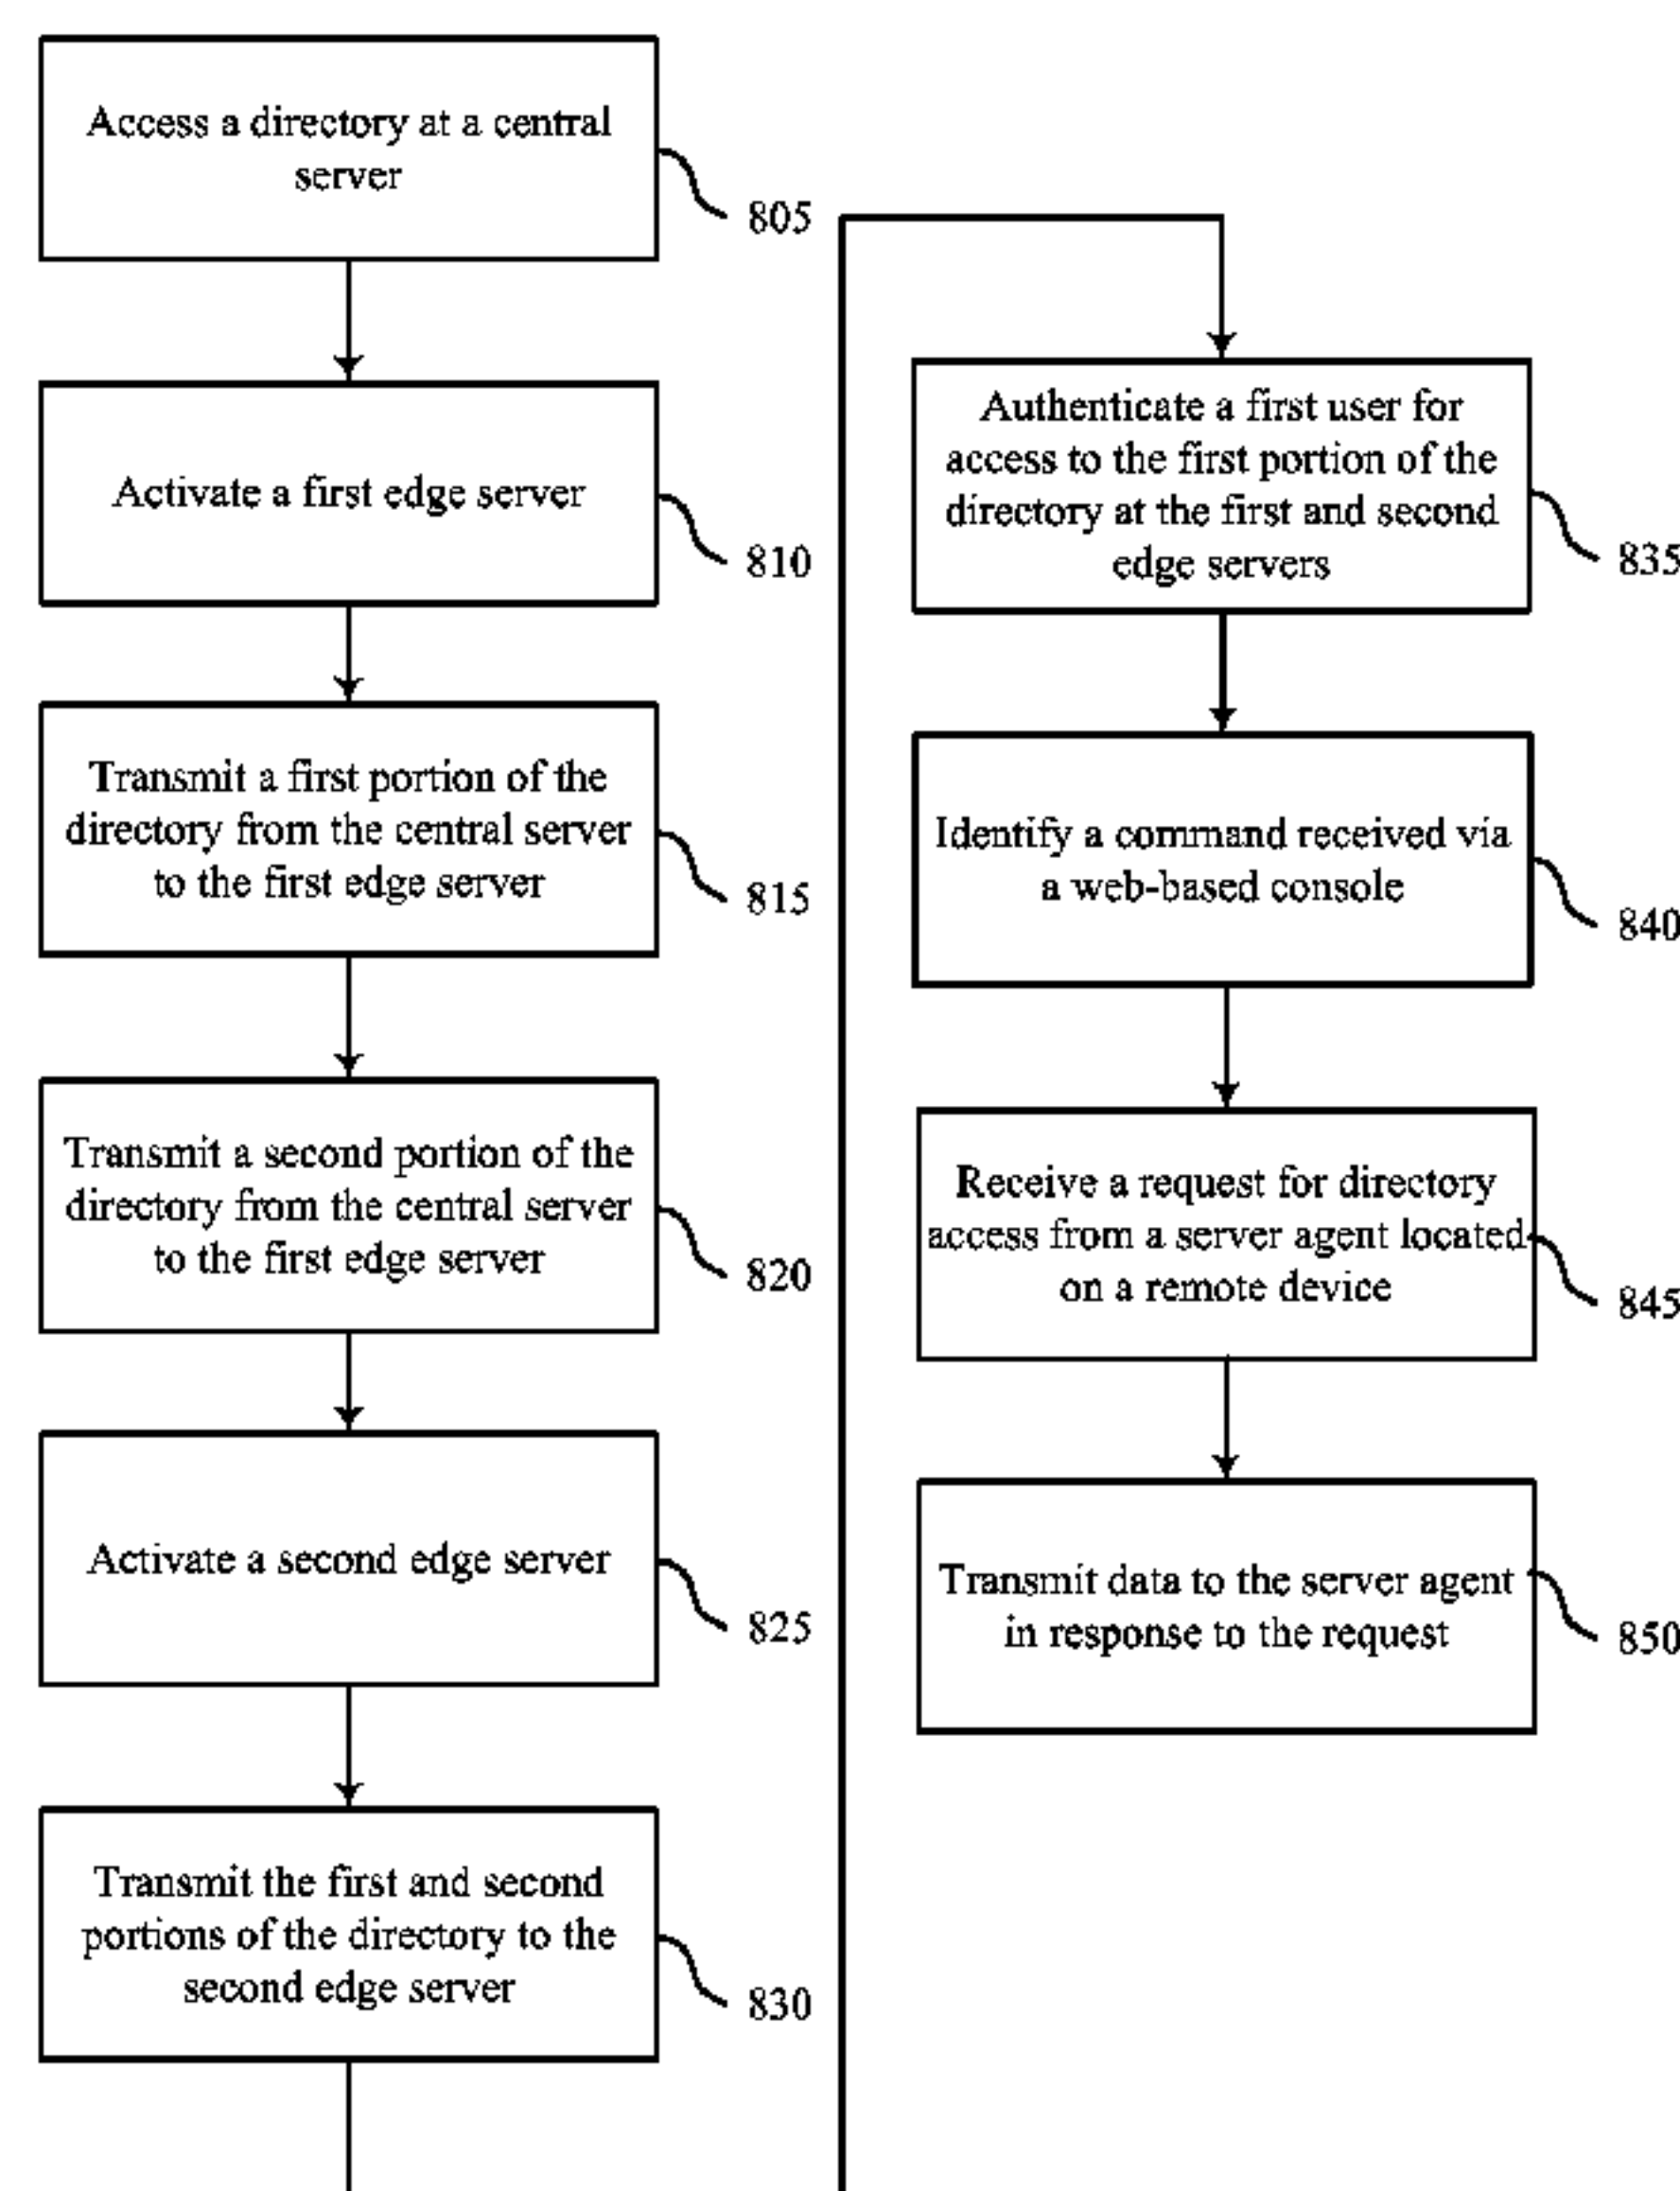 Access a directory at a central
server
805
Activate a first edge server
810
Transmit a first portion of the
directory from the central server
to the first edge server
815
Transmit a second portion of the
directory from the central server
to the first edge server
820
Activate a second edge server
825
Transmit the first and second
portions of the directory to the
second edge server
830
Authenticate a first user for
access to the first portion of the
directory at the first and second
edge servers
835
Identify a command received via
a web-based console
840
Receive a request for directory
access from a server agent located
on a remote device
845
Transmit data to the server agent
in response to the request
850